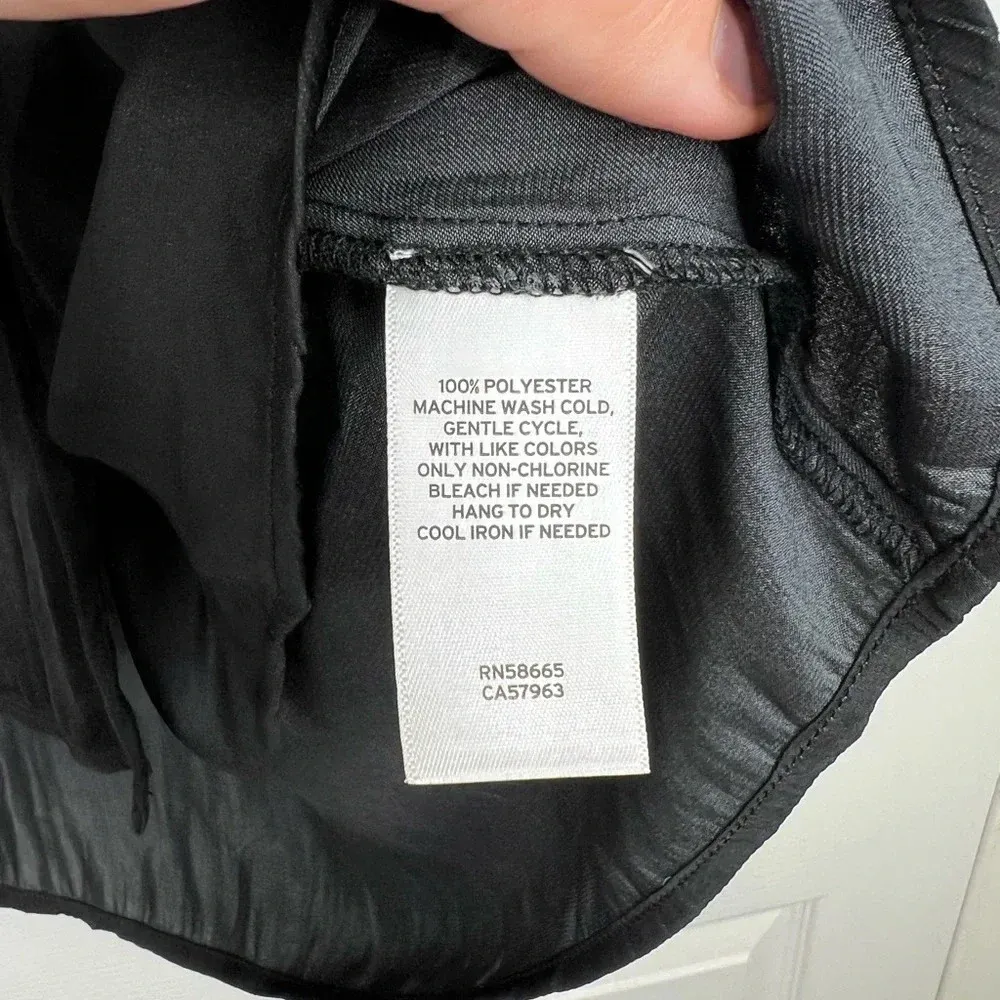 100% POLYESTER
MACHINE WASH COLD,
GENTLE CYCLE,
WITH LIKE COLORS
ONLY NON-CHLORINE
BLEACH IF NEEDED
HANG TO DRY
COOL IRON IF NEEDED
RN58665
CA57963